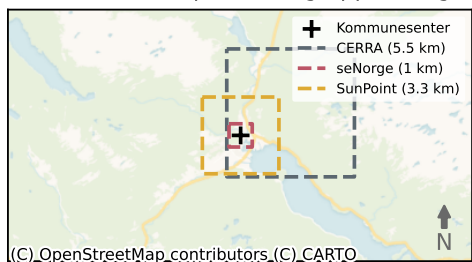 Kommunesenter
CERRA (5.5 km)
seNorge (1 km)
SunPoint (3.3 km)
N
(C) OpenStreetMap contributors (C) CARTO